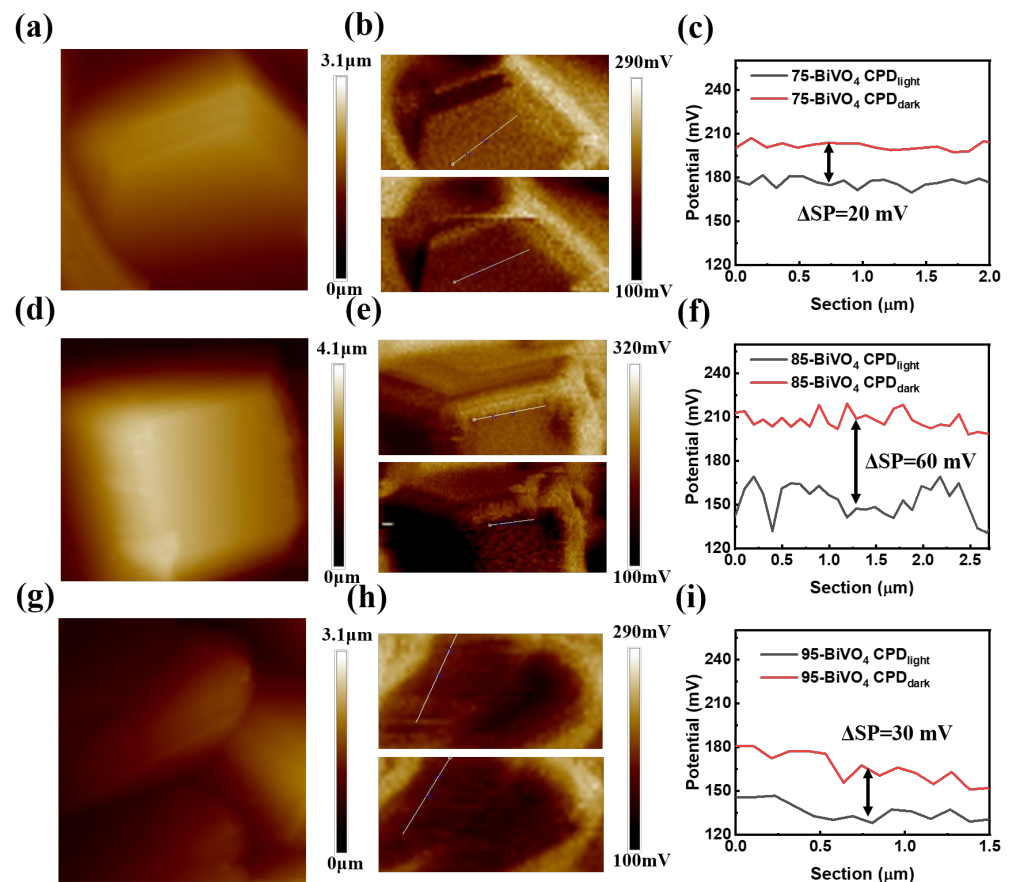 (a)
3.1µm
0µm
(b)
290mV
100mV
(c)
75-BiVO₄ CPDlight
75-BiVO₄ CPDdark
ΔSP=20 mV
Potential (mV)
240
210
180
150
120
0.0 0.5 1.0 1.5 2.0
Section (µm)
(d)
4.1µm
0µm
(e)
320mV
100mV
(f)
85-BiVO₄ CPDlight
85-BiVO₄ CPDdark
ΔSP=60 mV
Potential (mV)
240
210
180
150
120
0.0 0.5 1.0 1.5 2.0 2.5
Section (µm)
(g)
3.1µm
0µm
(h)
290mV
100mV
(i)
95-BiVO₄ CPDlight
95-BiVO₄ CPDdark
ΔSP=30 mV
Potential (mV)
240
210
180
150
120
0.0 0.5 1.0 1.5
Section (µm)